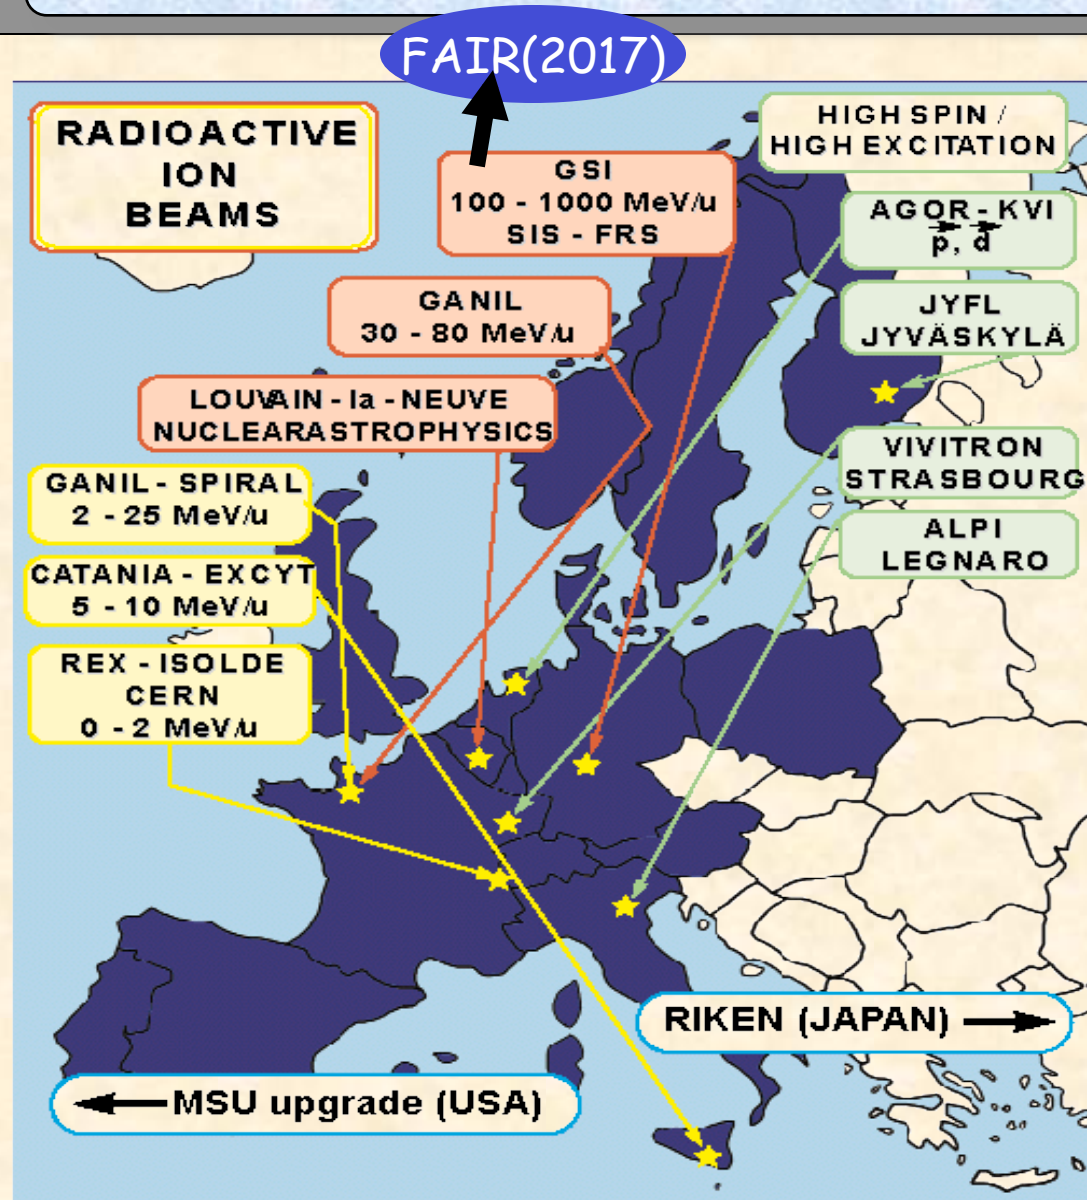 FAIR(2017)
RADIOACTIVE
ION
BEAMS
HIGH SPIN /
HIGH EXCITATION
GSI
100 - 1000 MeV/u
SIS - FRS
AGOR - KVI
p, d
GANIL
30 - 80 MeV/u
JYFL
JYVÄSKYLÄ
LOUVAIN - la - NEUVE
NUCLEARASTROPHYSICS
VIVITRON
STRASBOURG
GANIL - SPIRAL
2 - 25 MeV/u
ALPI
LEGNARO
CATANIA - EXCYT
5 - 10 MeV/u
REX - ISOLDE
CERN
0 - 2 MeV/u
RIKEN (JAPAN)
MSU upgrade (USA)